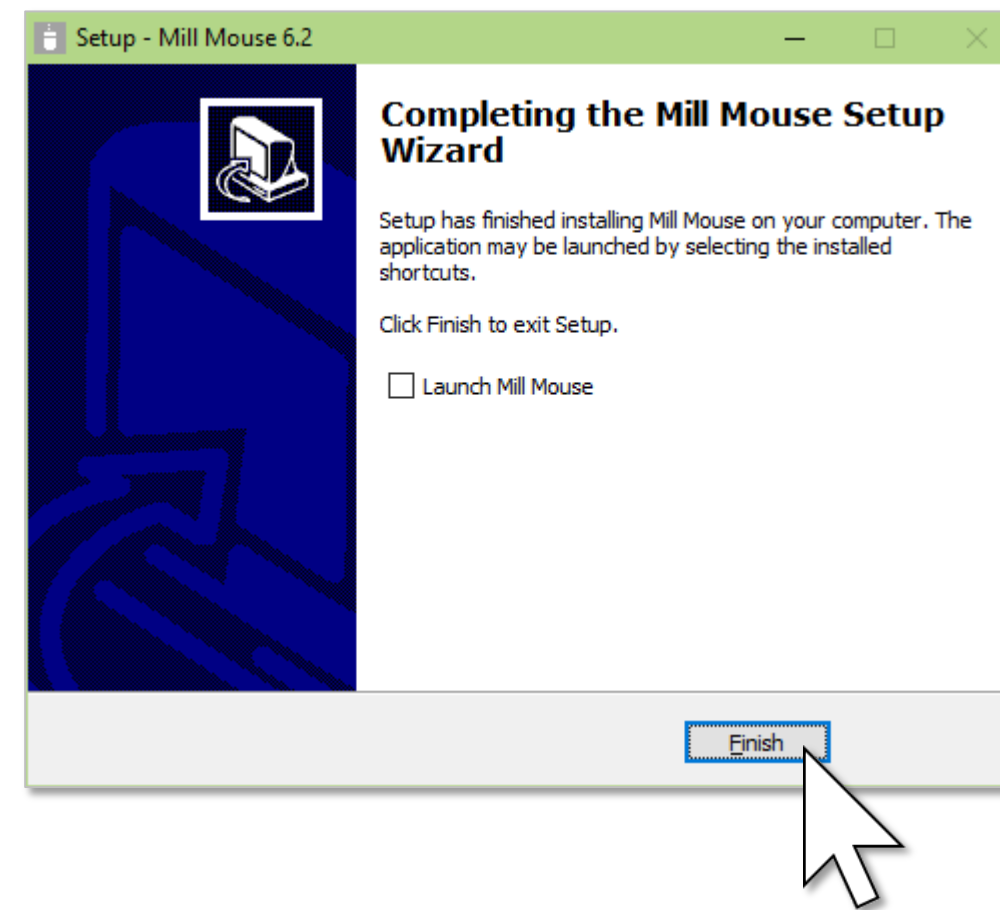 Setup - Mill Mouse 6.2
Completing the Mill Mouse Setup
Wizard
Setup has finished installing Mill Mouse on your computer. The
application may be launched by selecting the installed
shortcuts.
Click Finish to exit Setup.
Launch Mill Mouse
Finish